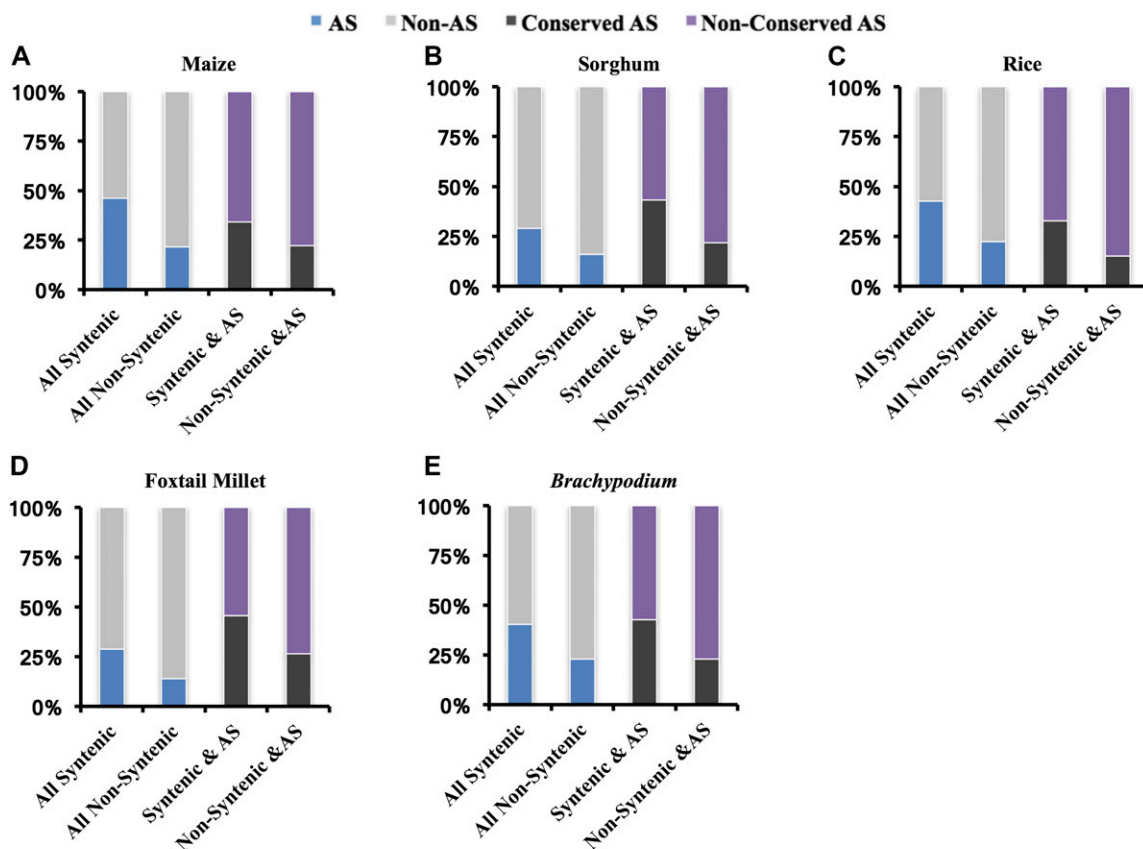 AS Non-AS Conserved AS Non-Conserved AS
A Maize
100%
75%
50%
25%
0%
All Syntenic
All Non-Syntenic
Syntenic & AS
Non-Syntenic &AS
B Sorghum
100%
75%
50%
25%
0%
All Syntenic
All Non-Syntenic
Syntenic & AS
Non-Syntenic &AS
C Rice
100%
75%
50%
25%
0%
All Syntenic
All Non-Syntenic
Syntenic & AS
Non-Syntenic &AS
D Foxtail Millet
100%
75%
50%
25%
0%
All Syntenic
All Non-Syntenic
Syntenic & AS
Non-Syntenic &AS
E Brachypodium
100%
75%
50%
25%
0%
All Syntenic
All Non-Syntenic
Syntenic & AS
Non-Syntenic &AS